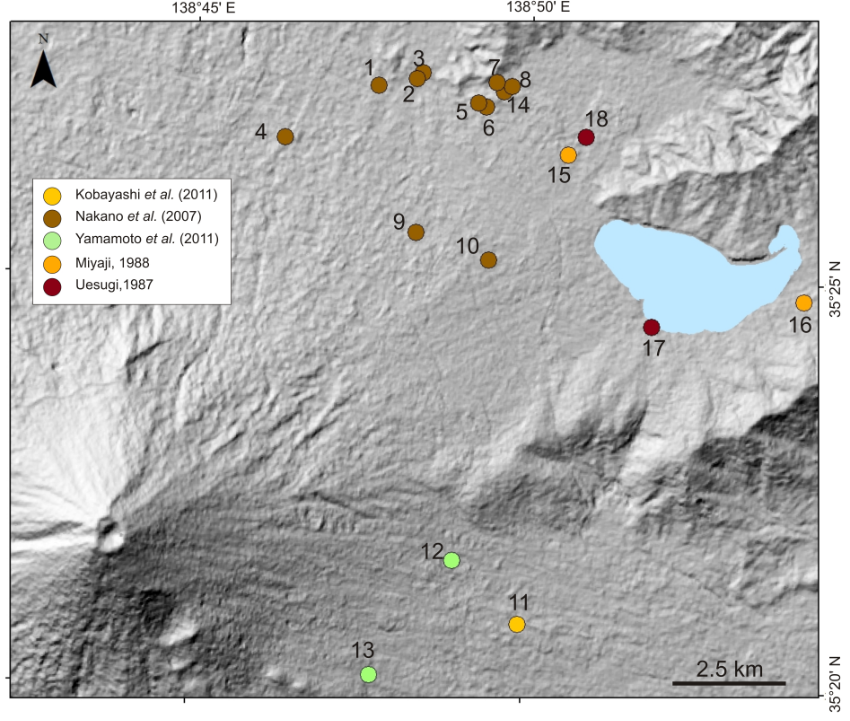 138°45' E
138°50' E
N
3
7
1
8
2
14
5
6
4
18
15
Kobayashi et al. (2011)
Nakano et al. (2007)
Yamamoto et al. (2011)
Miyaji, 1988
Uesugi,1987
9
10
35°25' N
16
17
12
11
13
2.5 km
35°20' N